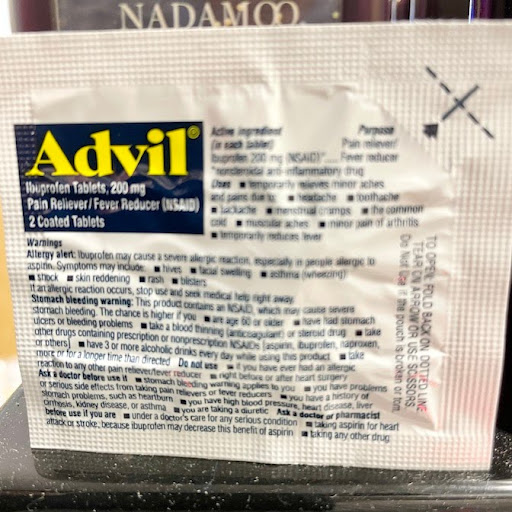 NADAMOO
Advil®
Ibuprofen Tablets, 200 mg
Pain Reliever/Fever Reducer (NSAID)
2 Coated Tablets
Active ingredient Purpose
(in each tablet) Pain reliever/
Ibuprofen 200 mg (NSAID)*.... Fever reducer
*nonsteroidal anti-inflammatory drug
Uses ■ temporarily relieves minor aches
and pains due to: ■ headache ■ toothache
■ backache ■ menstrual cramps ■ the common
cold ■ muscular aches ■ minor pain of arthritis
■ temporarily reduces fever
Warnings
Allergy alert: Ibuprofen may cause a severe allergic reaction, especially in people allergic to
aspirin. Symptoms may include: ■ hives ■ facial swelling ■ asthma (wheezing)
■ shock ■ skin reddening ■ rash ■ blisters
If an allergic reaction occurs, stop use and seek medical help right away.
Stomach bleeding warning: This product contains an NSAID, which may cause severe
stomach bleeding. The chance is higher if you ■ are age 60 or older ■ have had stomach
ulcers or bleeding problems ■ take a blood thinning (anticoagulant) or steroid drug ■ take
other drugs containing prescription or nonprescription NSAIDs [aspirin, ibuprofen, naproxen,
or others] ■ have 3 or more alcoholic drinks every day while using this product ■ take
more or for a longer time than directed Do not use ■ if you have ever had an allergic
reaction to any other pain reliever/fever reducer ■ right before or after heart surgery
Ask a doctor before use if ■ stomach bleeding warning applies to you ■ you have problems
or serious side effects from taking pain relievers or fever reducers ■ you have a history of
stomach problems, such as heartburn ■ you have high blood pressure, heart disease, liver
cirrhosis, kidney disease, or asthma ■ you are taking a diuretic Ask a doctor or pharmacist
before use if you are ■ under a doctor's care for any serious condition ■ taking aspirin for heart
attack or stroke, because ibuprofen may decrease this benefit of aspirin ■ taking any other drug
TO OPEN: FOLD BACK ON DOTTED LINE
TEAR ON ARROW OR USE SCISSORS.
Do Not Use if the pouch is broken or torn.